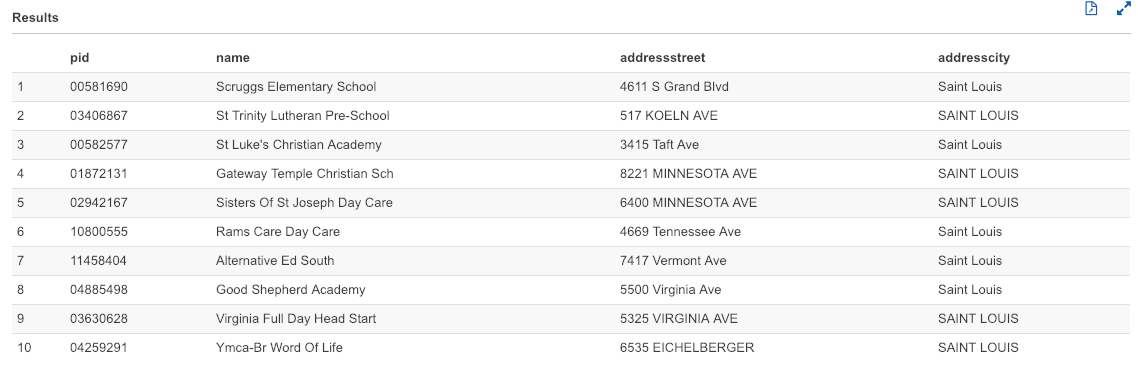 Results
pid name addressstreet addresscity
1 00581690 Scruggs Elementary School 4611 S Grand Blvd Saint Louis
2 03406867 St Trinity Lutheran Pre-School 517 KOELN AVE SAINT LOUIS
3 00582577 St Luke's Christian Academy 3415 Taft Ave Saint Louis
4 01872131 Gateway Temple Christian Sch 8221 MINNESOTA AVE SAINT LOUIS
5 02942167 Sisters Of St Joseph Day Care 6400 MINNESOTA AVE SAINT LOUIS
6 10800555 Rams Care Day Care 4669 Tennessee Ave Saint Louis
7 11458404 Alternative Ed South 7417 Vermont Ave Saint Louis
8 04885498 Good Shepherd Academy 5500 Virginia Ave Saint Louis
9 03630628 Virginia Full Day Head Start 5325 VIRGINIA AVE SAINT LOUIS
10 04259291 Ymca-Br Word Of Life 6535 EICHELBERGER SAINT LOUIS